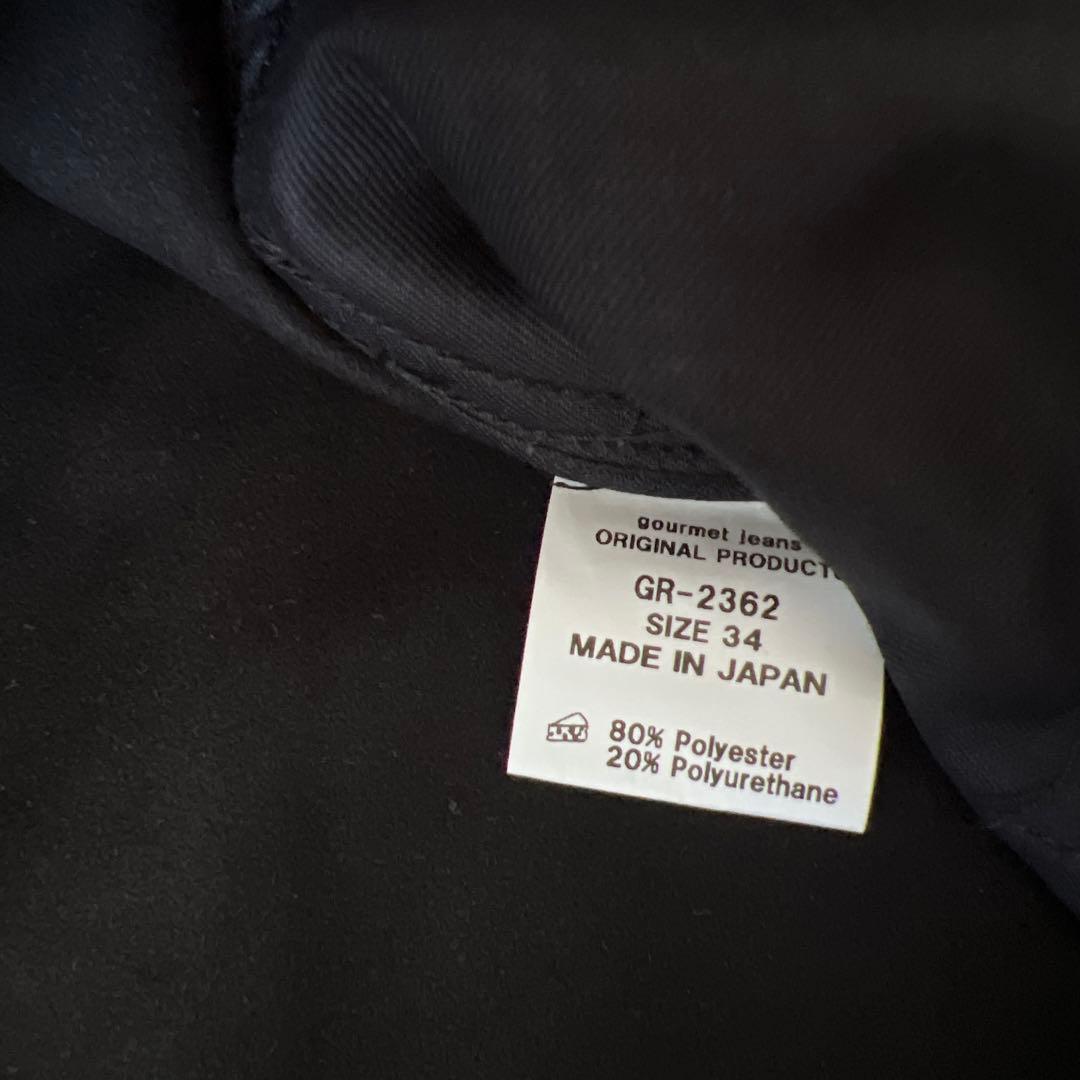 gourmet jeans
ORIGINAL PRODUCT
GR-2362
SIZE 34
MADE IN JAPAN
80% Polyester
20% Polyurethane